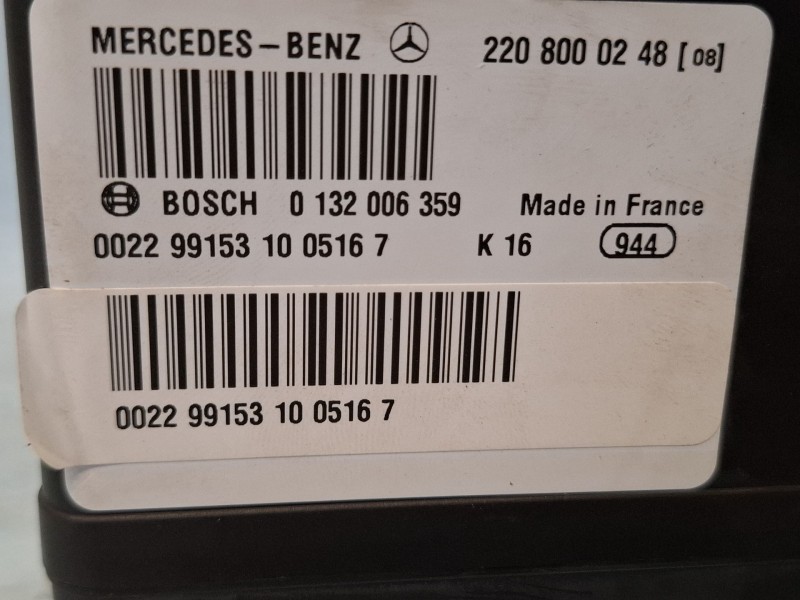 MERCEDES-BENZ 220 800 02 48 [08]
BOSCH 0 132 006 359 Made in France
0022 99153 10 0516 7 K 16 944
0022 99153 10 0516 7